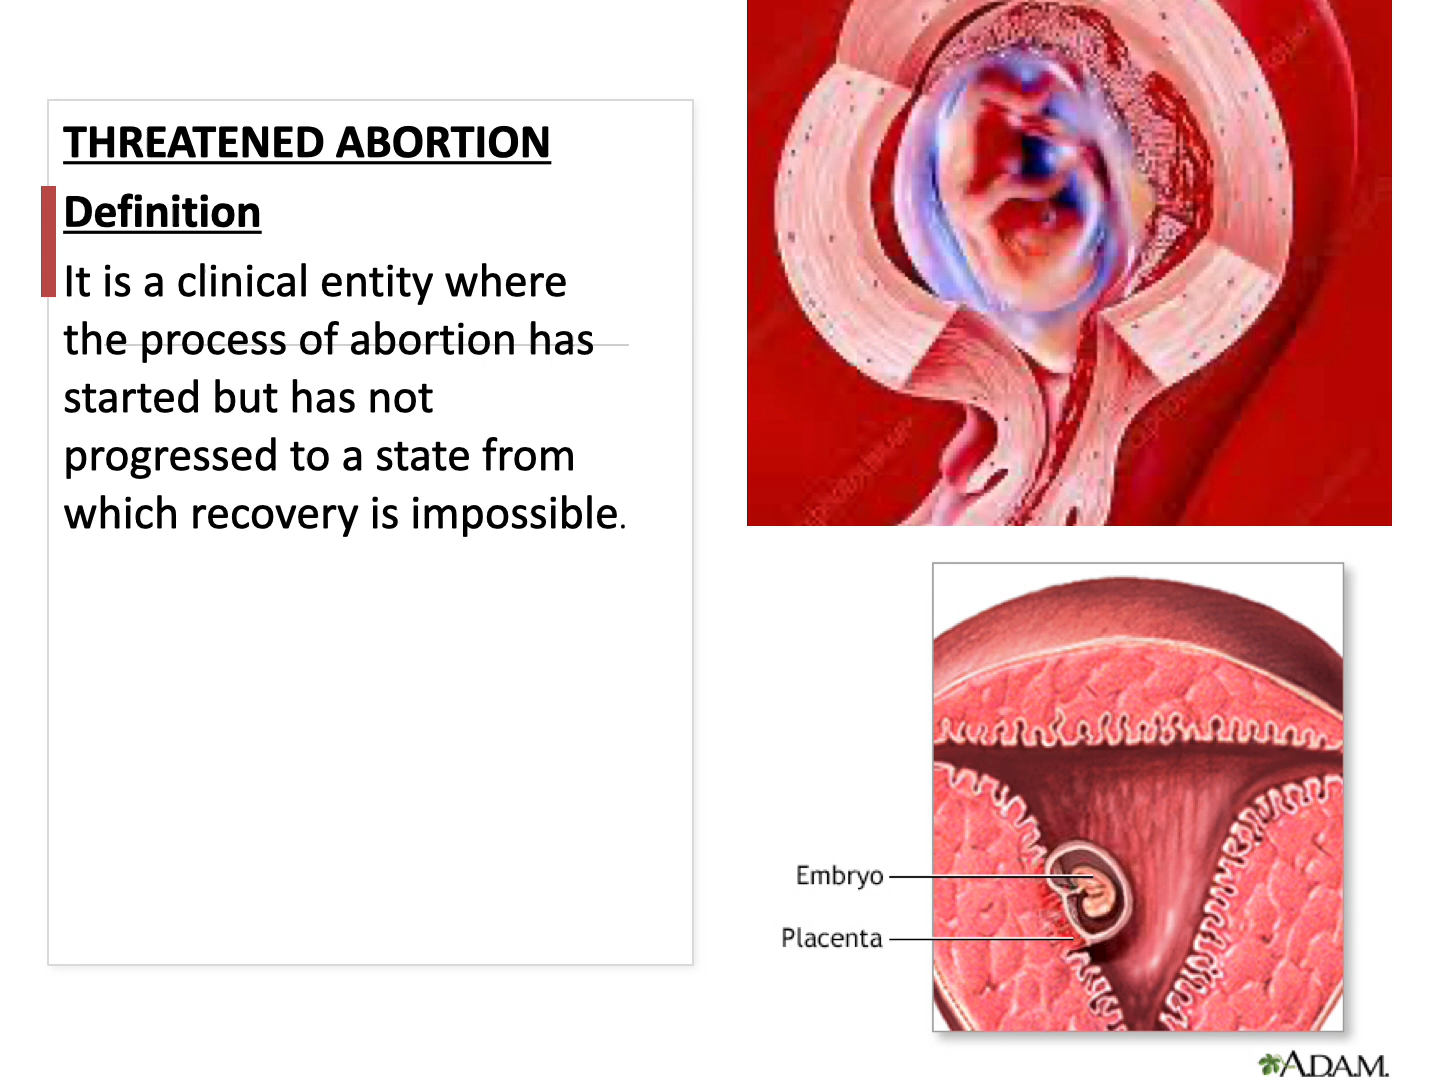 THREATENED ABORTION
Definition
It is a clinical entity where
the process of abortion has
started but has not
progressed to a state from
which recovery is impossible.
Embryo
Placenta
A.D.A.M.